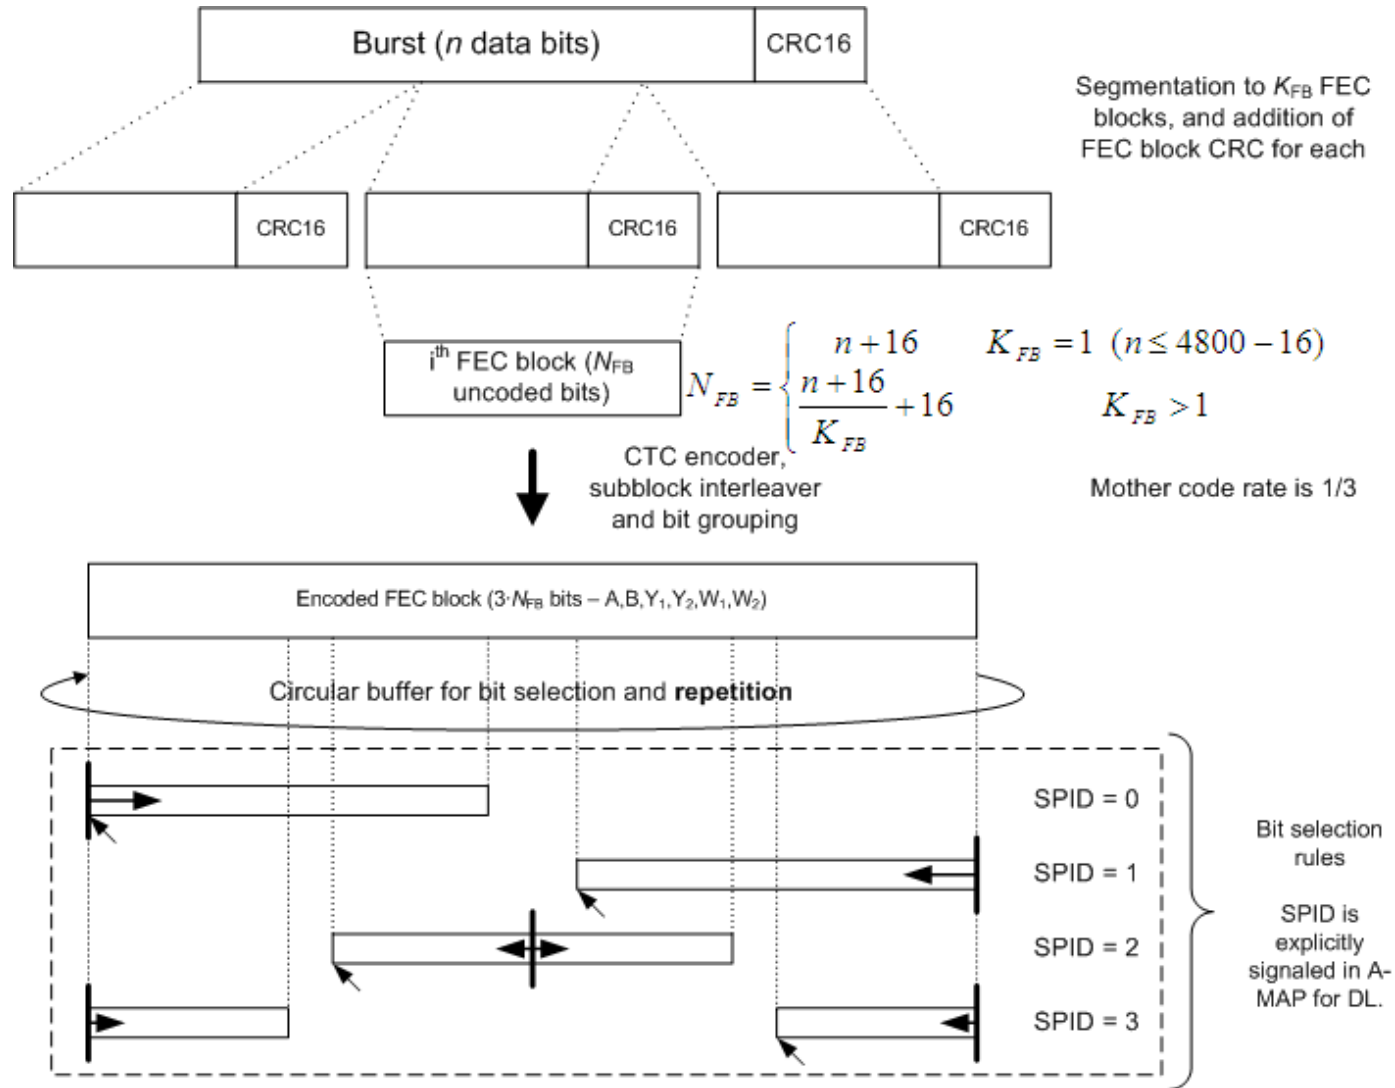 Burst (n data bits)
CRC16
Segmentation to K_FB FEC
blocks, and addition of
FEC block CRC for each
CRC16
CRC16
CRC16
i^th FEC block (N_FB
uncoded bits)
N_FB = { n+16    K_FB = 1 (n ≤ 4800 − 16)
(n+16)/K_FB + 16    K_FB > 1
CTC encoder,
subblock interleaver
and bit grouping
Mother code rate is 1/3
Encoded FEC block (3·N_FB bits – A,B,Y₁,Y₂,W₁,W₂)
Circular buffer for bit selection and repetition
SPID = 0
SPID = 1
SPID = 2
SPID = 3
Bit selection
rules
SPID is
explicitly
signaled in A-
MAP for DL.